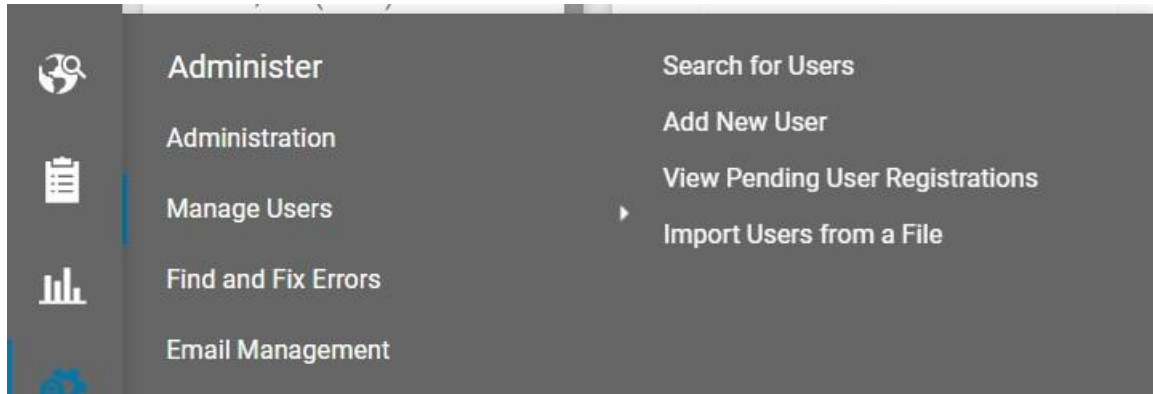 Administer
Administration
Manage Users
Find and Fix Errors
Email Management
Search for Users
Add New User
View Pending User Registrations
Import Users from a File